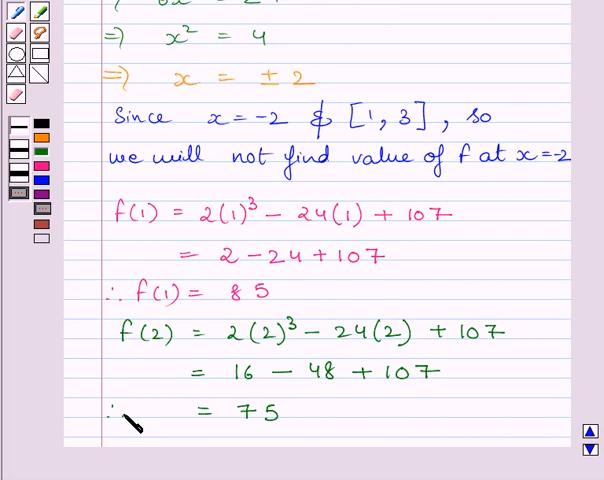 ⇒ x² = 4
⇒ x = ± 2
Since x = -2 ∉ [1, 3], so
we will not find value of f at x = -2
f(1) = 2(1)³ - 24(1) + 107
= 2 - 24 + 107
∴ f(1) = 85
f(2) = 2(2)³ - 24(2) + 107
= 16 - 48 + 107
∴ = 75